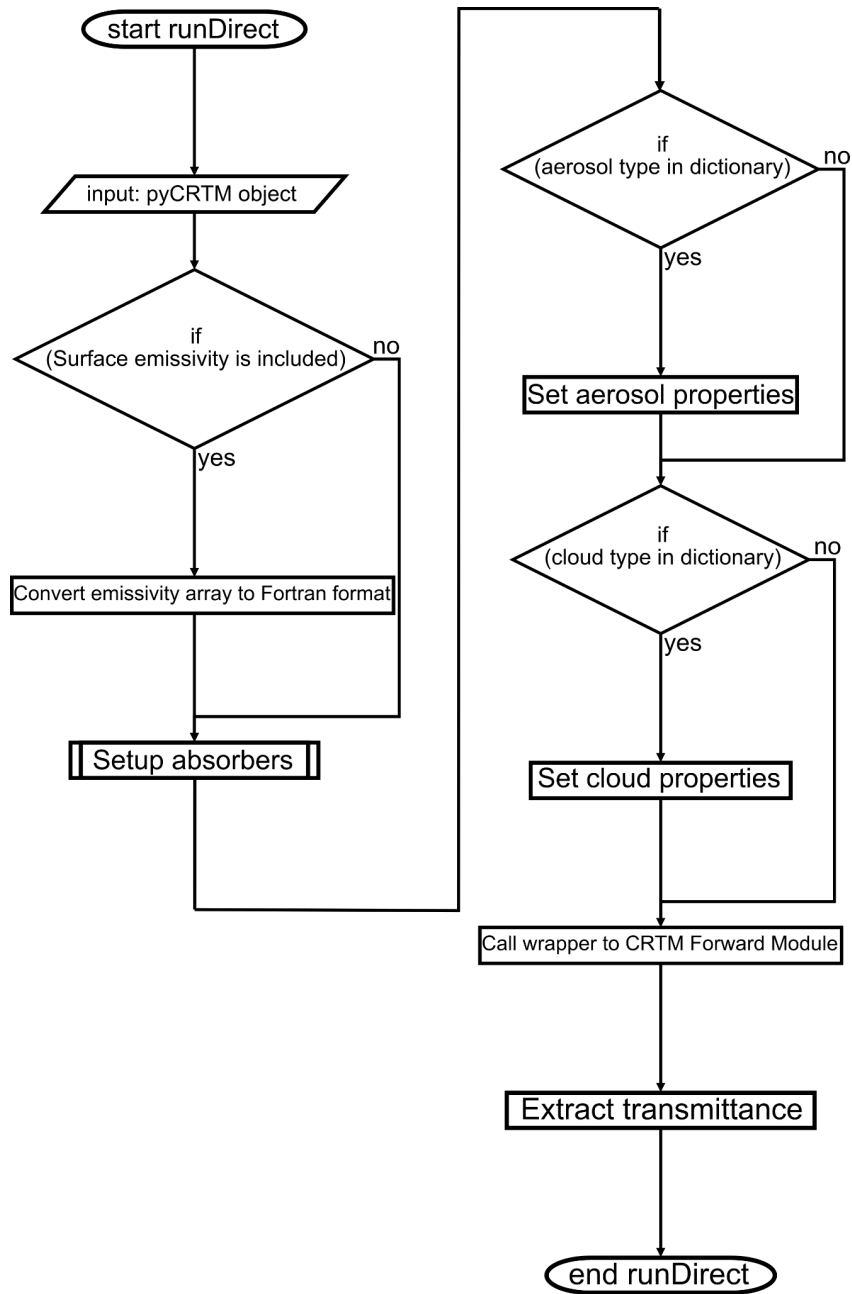 start runDirect
input: pyCRTM object
if
(Surface emissivity is included)
no
yes
Convert emissivity array to Fortran format
Setup absorbers
if
(aerosol type in dictionary)
no
yes
Set aerosol properties
if
(cloud type in dictionary)
no
yes
Set cloud properties
Call wrapper to CRTM Forward Module
Extract transmittance
end runDirect